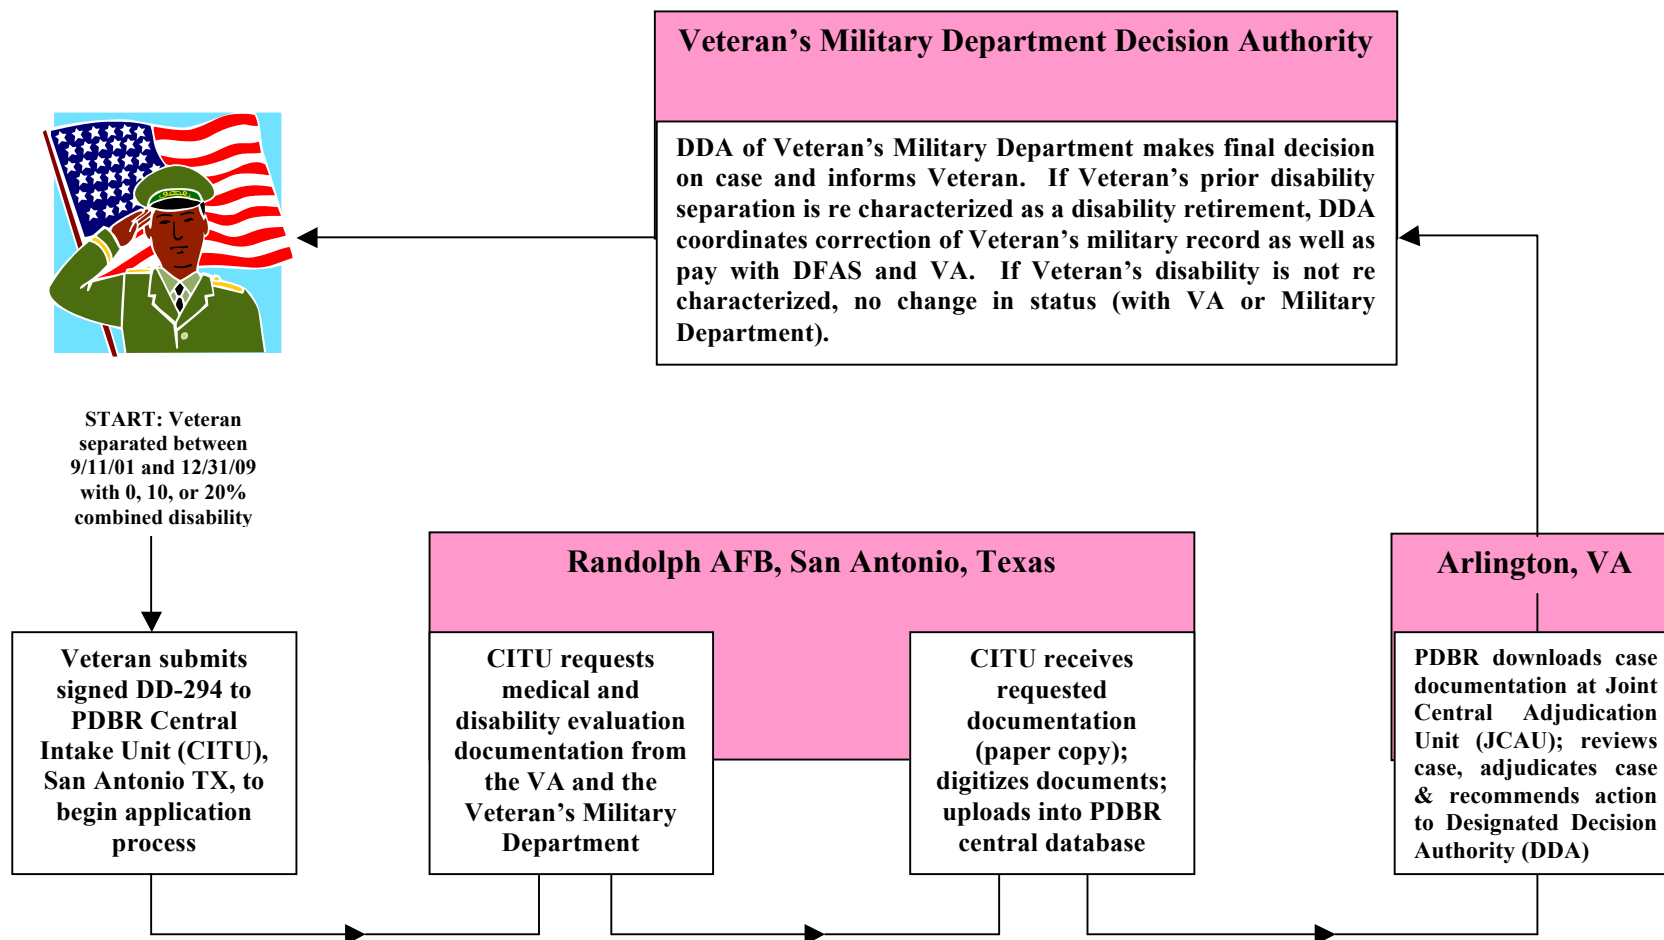 Veteran’s Military Department Decision Authority
DDA of Veteran’s Military Department makes final decision
on case and informs Veteran. If Veteran’s prior disability
separation is re characterized as a disability retirement, DDA
coordinates correction of Veteran’s military record as well as
pay with DFAS and VA. If Veteran’s disability is not re
characterized, no change in status (with VA or Military
Department).
START: Veteran
separated between
9/11/01 and 12/31/09
with 0, 10, or 20%
combined disability
Veteran submits
signed DD-294 to
PDBR Central
Intake Unit (CITU),
San Antonio TX, to
begin application
process
Randolph AFB, San Antonio, Texas
CITU requests
medical and
disability evaluation
documentation from
the VA and the
Veteran’s Military
Department
CITU receives
requested
documentation
(paper copy);
digitizes documents;
uploads into PDBR
central database
Arlington, VA
PDBR downloads case
documentation at Joint
Central Adjudication
Unit (JCAU); reviews
case, adjudicates case
& recommends action
to Designated Decision
Authority (DDA)